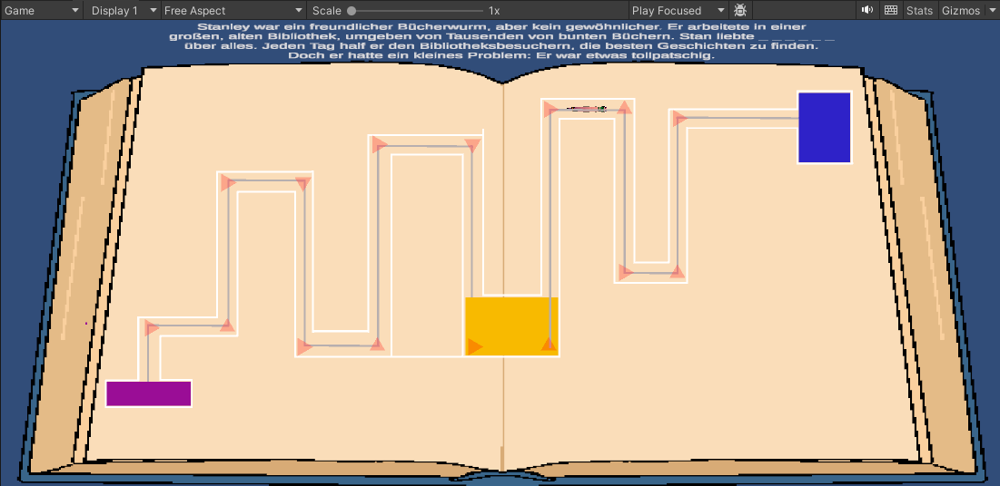 Game Display 1 Free Aspect Scale 1x Play Focused Stats Gizmos
Stanley war ein freundlicher Bücherwurm, aber kein gewöhnlicher. Er arbeitete in einer
großen, alten Bibliothek, umgeben von Tausenden von bunten Büchern. Stan liebte _ _ _ _ _ _
über alles. Jeden Tag half er den Bibliotheksbesuchern, die besten Geschichten zu finden.
Doch er hatte ein kleines Problem: Er war etwas tollpatschig.